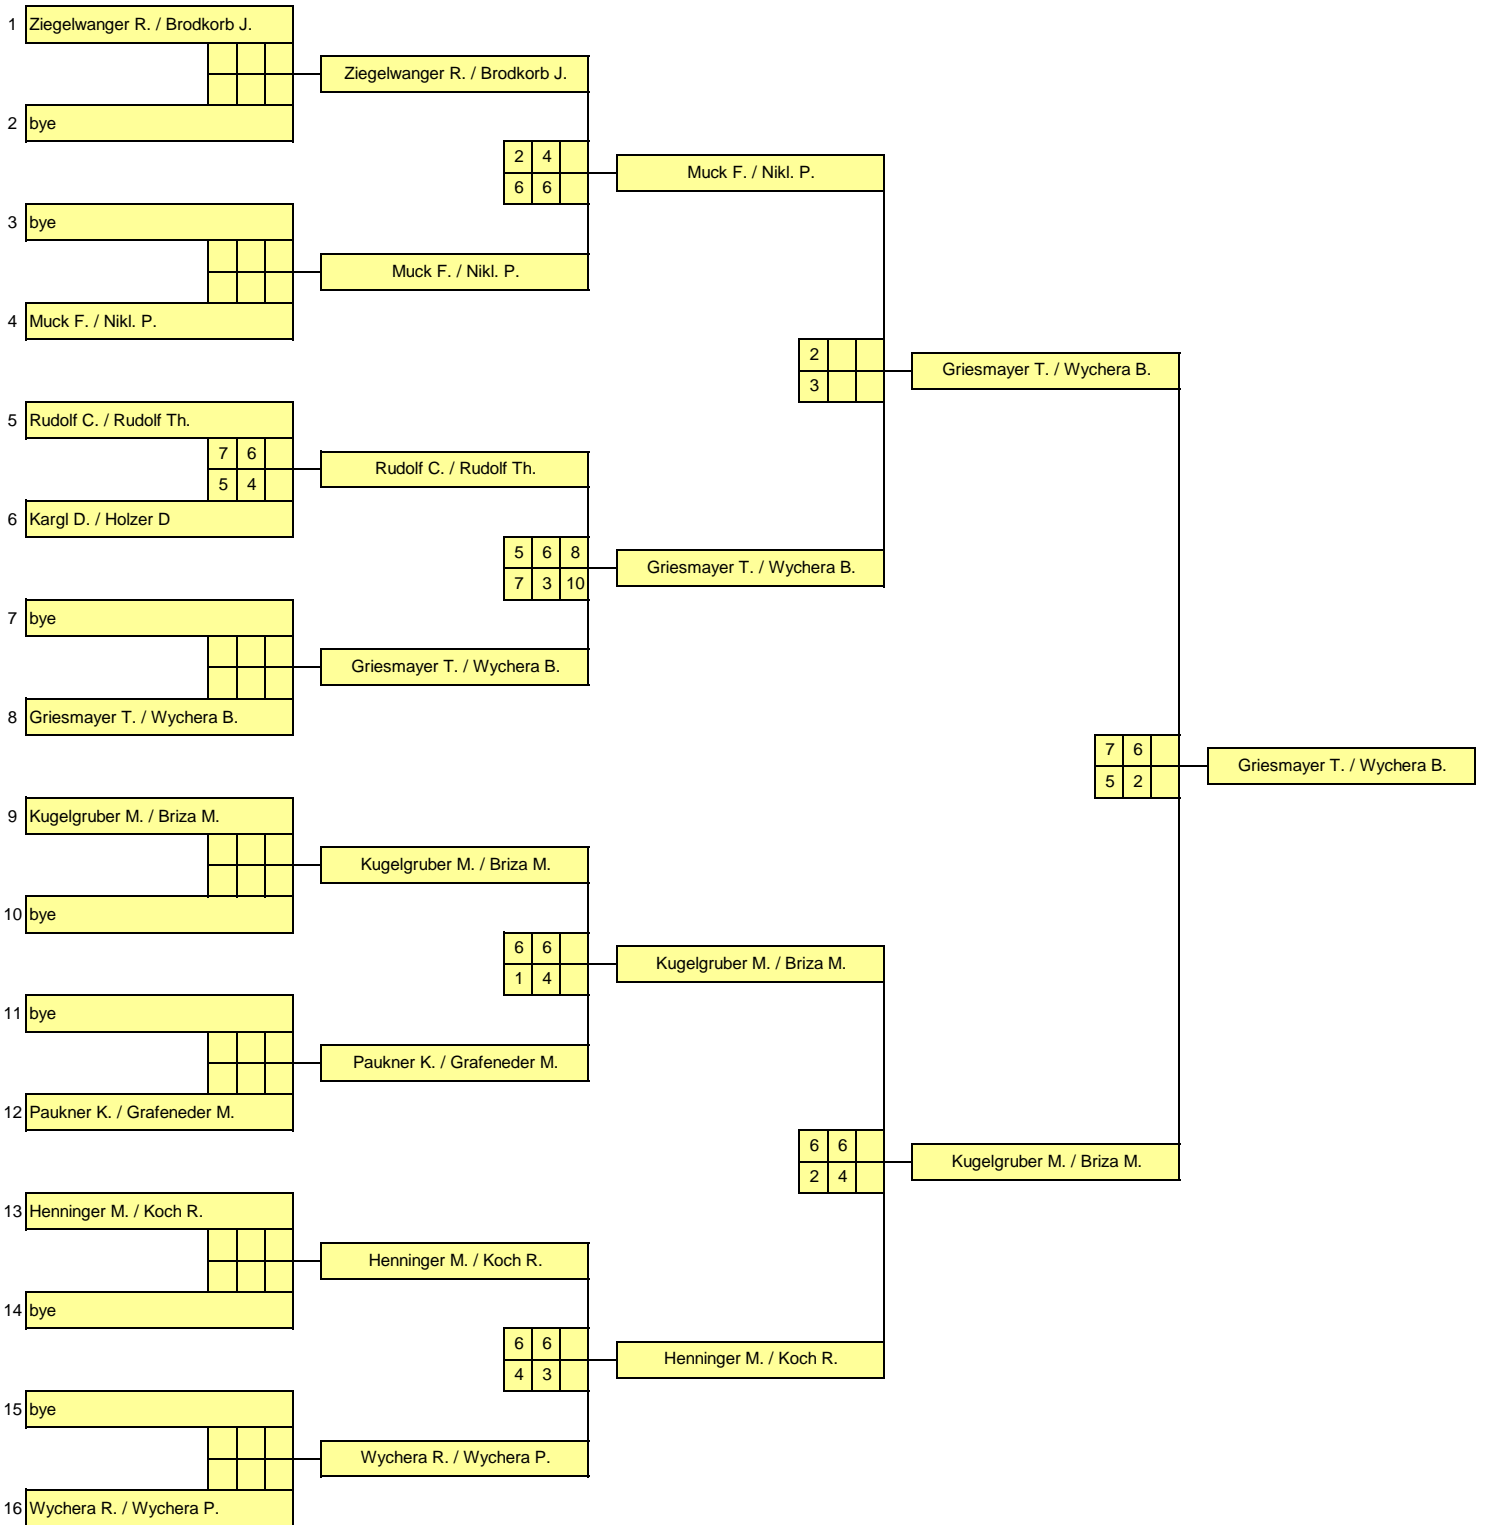 1 Ziegelwanger R. / Brodkorb J.
Ziegelwanger R. / Brodkorb J.
2 bye
2 4
6 6
Muck F. / Nikl. P.
3 bye
Muck F. / Nikl. P.
4 Muck F. / Nikl. P.
2
3
Griesmayer T. / Wychera B.
5 Rudolf C. / Rudolf Th.
7 6
5 4
Rudolf C. / Rudolf Th.
6 Kargl D. / Holzer D
5 6 8
7 3 10
Griesmayer T. / Wychera B.
7 bye
Griesmayer T. / Wychera B.
8 Griesmayer T. / Wychera B.
7 6
5 2
Griesmayer T. / Wychera B.
9 Kugelgruber M. / Briza M.
Kugelgruber M. / Briza M.
10 bye
6 6
1 4
Kugelgruber M. / Briza M.
11 bye
Paukner K. / Grafeneder M.
12 Paukner K. / Grafeneder M.
6 6
2 4
Kugelgruber M. / Briza M.
13 Henninger M. / Koch R.
Henninger M. / Koch R.
14 bye
6 6
4 3
Henninger M. / Koch R.
15 bye
Wychera R. / Wychera P.
16 Wychera R. / Wychera P.